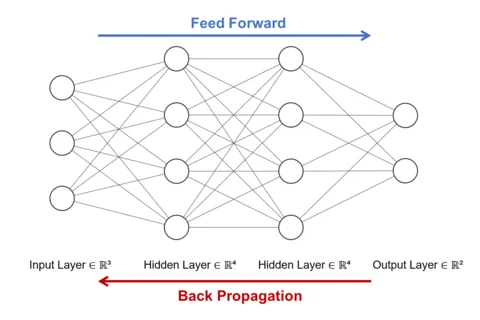 Feed Forward
Input Layer ∈ ℝ³ Hidden Layer ∈ ℝ⁴ Hidden Layer ∈ ℝ⁴ Output Layer ∈ ℝ²
Back Propagation